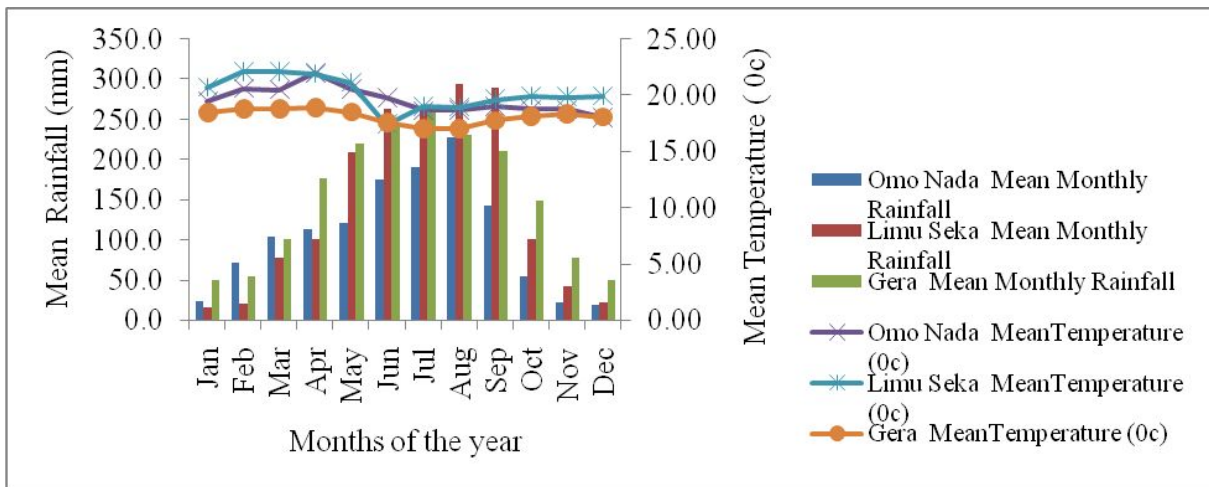 350.0
300.0
250.0
200.0
150.0
100.0
50.0
0.0
Mean Rainfall (mm)
25.00
20.00
15.00
10.00
5.00
0.00
Mean Temperature ( 0c)
Jan
Feb
Mar
Apr
May
Jun
Jul
Aug
Sep
Oct
Nov
Dec
Months of the year
Omo Nada Mean Monthly
Rainfall
Limu Seka Mean Monthly
Rainfall
Gera Mean Monthly Rainfall
Omo Nada MeanTemperature
(0c)
Limu Seka MeanTemperature
(0c)
Gera MeanTemperature (0c)